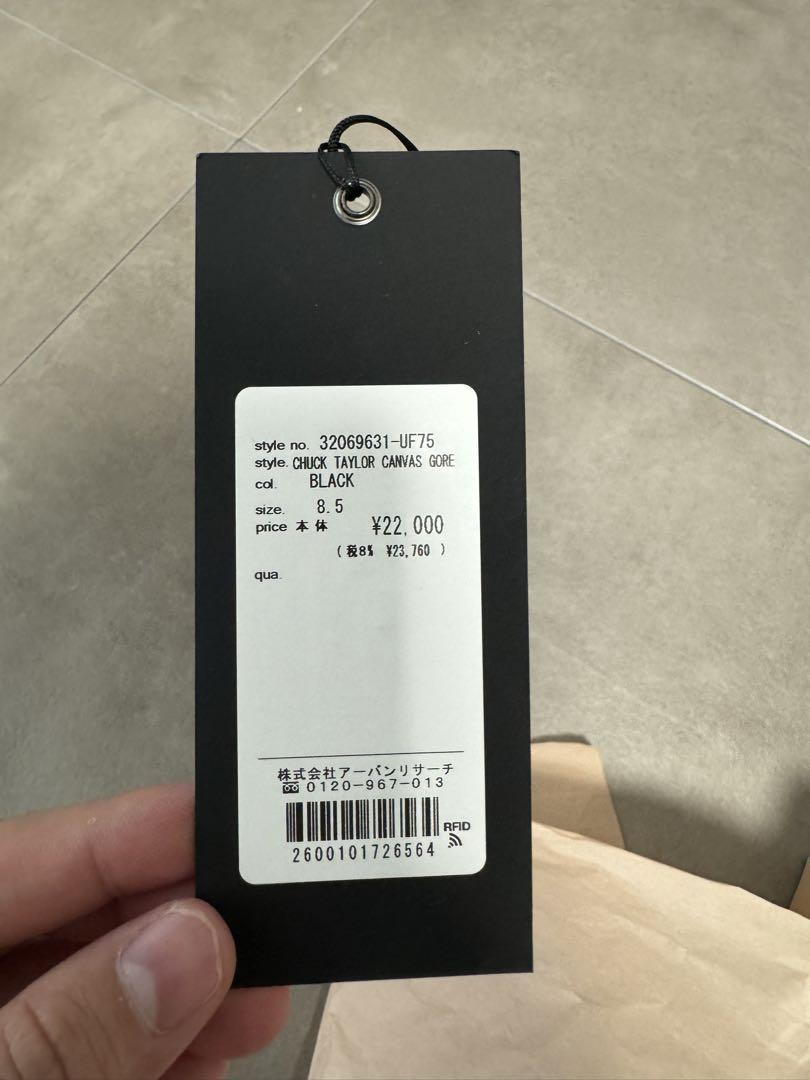 style no. 32069631-UF75
style. CHUCK TAYLOR CANVAS GORE
col. BLACK
size. 8.5
price 本体 ¥22,000
(税8% ¥23,760 )
qua.
株式会社アーバンリサーチ
0120-967-013
RFID
2600101726564